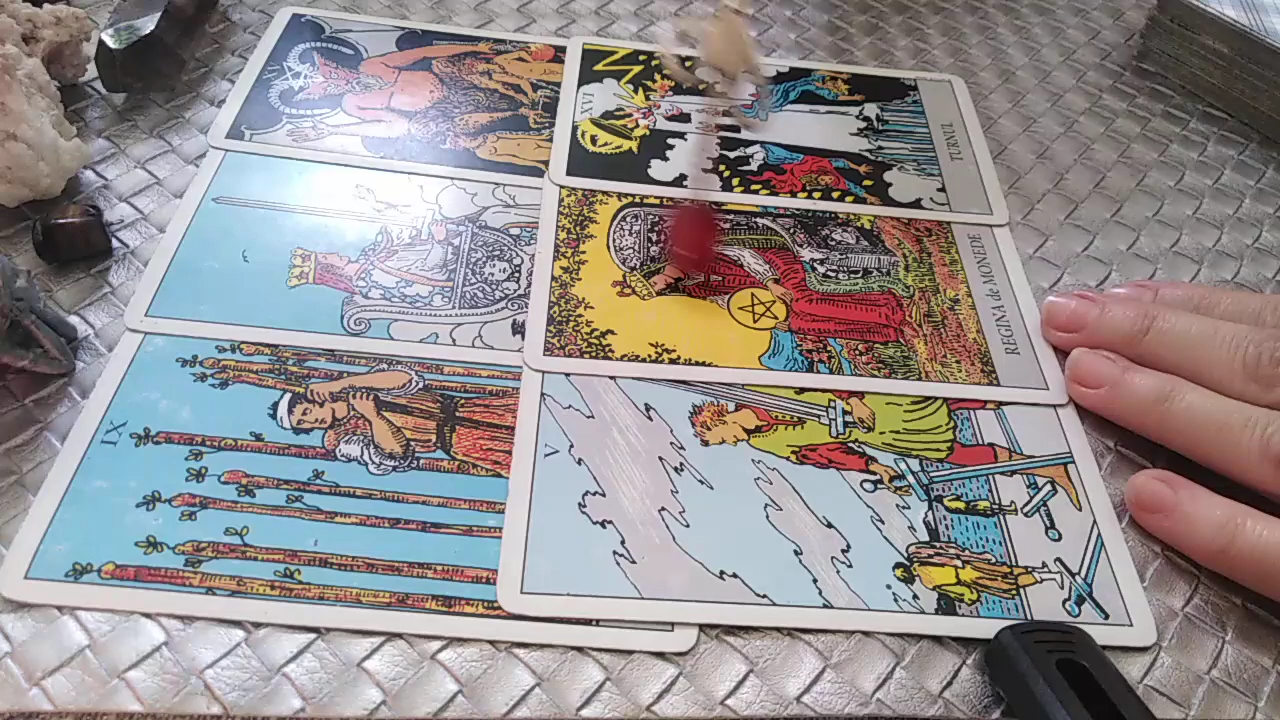 XV
XVI
TURNUL
REGINA de MONEDE
IX
V